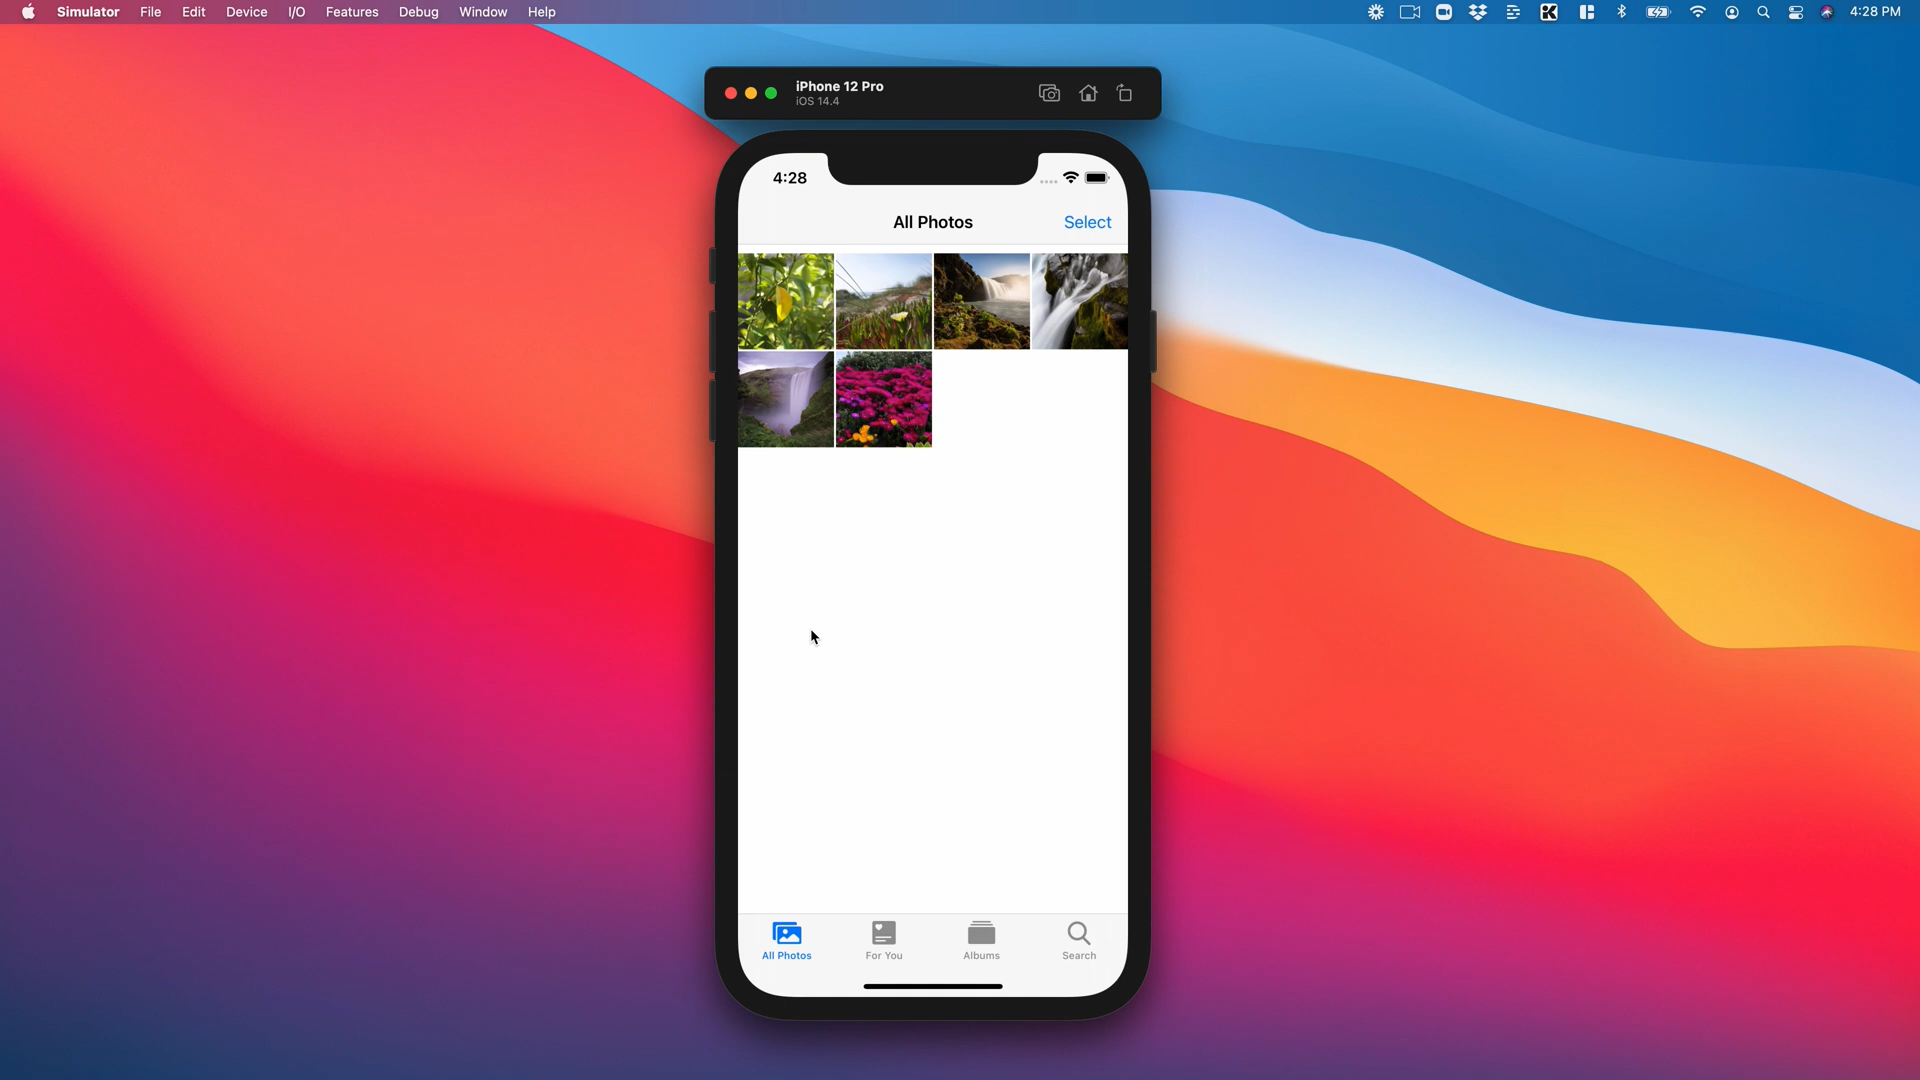 Simulator File Edit Device I/O Features Debug Window Help 4:28 PM
iPhone 12 Pro
iOS 14.4
4:28
All Photos Select
All Photos For You Albums Search